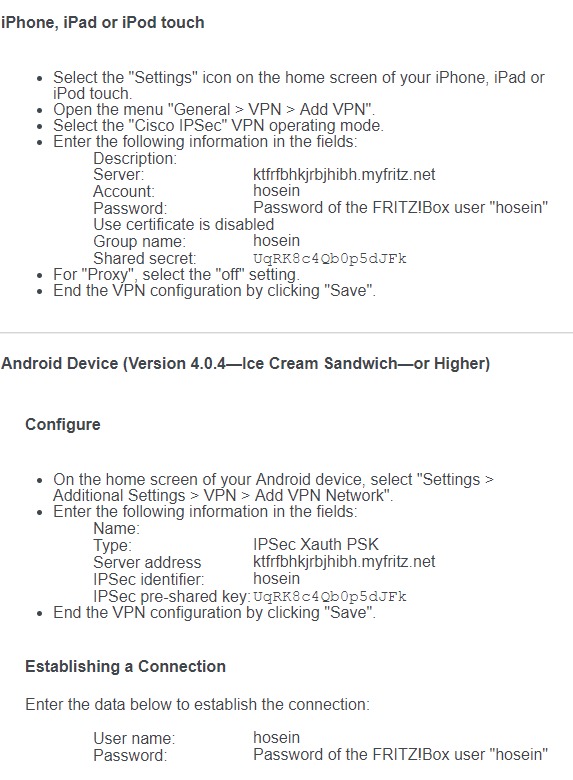 iPhone, iPad or iPod touch
• Select the "Settings" icon on the home screen of your iPhone, iPad or
iPod touch.
• Open the menu "General > VPN > Add VPN".
• Select the "Cisco IPSec" VPN operating mode.
• Enter the following information in the fields:
Description:
Server: ktfrfbhkjrbjhibh.myfritz.net
Account: hosein
Password: Password of the FRITZ!Box user "hosein"
Use certificate is disabled
Group name: hosein
Shared secret: UqRK8c4Qb0p5dJFk
• For "Proxy", select the "off" setting.
• End the VPN configuration by clicking "Save".
Android Device (Version 4.0.4—Ice Cream Sandwich—or Higher)
Configure
• On the home screen of your Android device, select "Settings >
Additional Settings > VPN > Add VPN Network".
• Enter the following information in the fields:
Name:
Type: IPSec Xauth PSK
Server address ktfrfbhkjrbjhibh.myfritz.net
IPSec identifier: hosein
IPSec pre-shared key: UqRK8c4Qb0p5dJFk
• End the VPN configuration by clicking "Save".
Establishing a Connection
Enter the data below to establish the connection:
User name: hosein
Password: Password of the FRITZ!Box user "hosein"